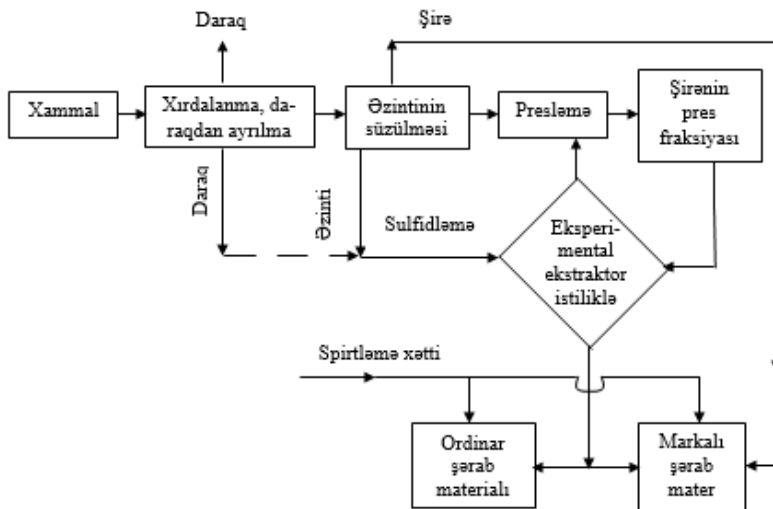 Daraq
Şirə
Xammal
Xırdalanma, da-
raqdan ayrılma
Əzintinin
süzülməsi
Presləmə
Şirənin
pres
fraksiyası
Daraq
Əzinti
Sulfidləmə
Eksperi-
mental
ekstraktor
istiliklə
Spirtləmə xətti
Ordinar
şərab
materialı
Markalı
şərab
mater